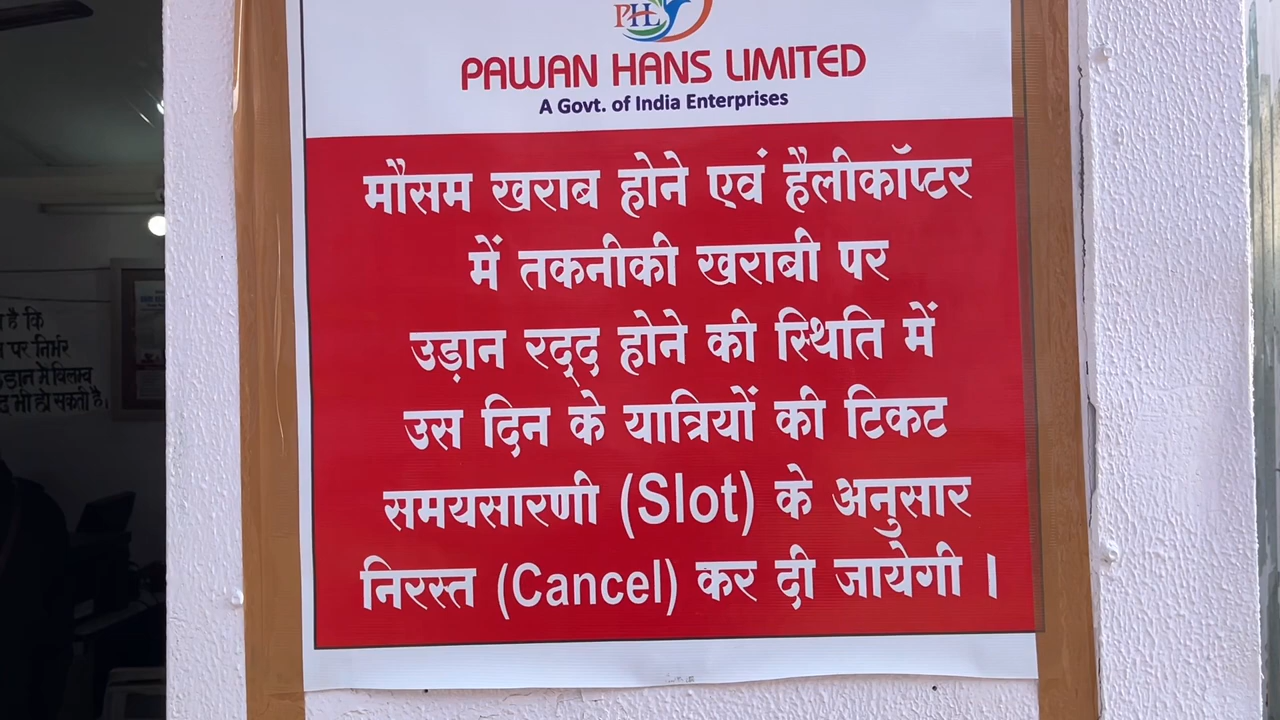 PHL
PAWAN HANS LIMITED
A Govt. of India Enterprises
मौसम खराब होने एवं हैलीकॉप्टर
में तकनीकी खराबी पर
उड़ान रद्द होने की स्थिति में
उस दिन के यात्रियों की टिकट
समयसारणी (Slot) के अनुसार
निरस्त (Cancel) कर दी जायेगी ।
है कि
पर निर्भर
उड़ान में विलम्ब
द भी हो सकती है।